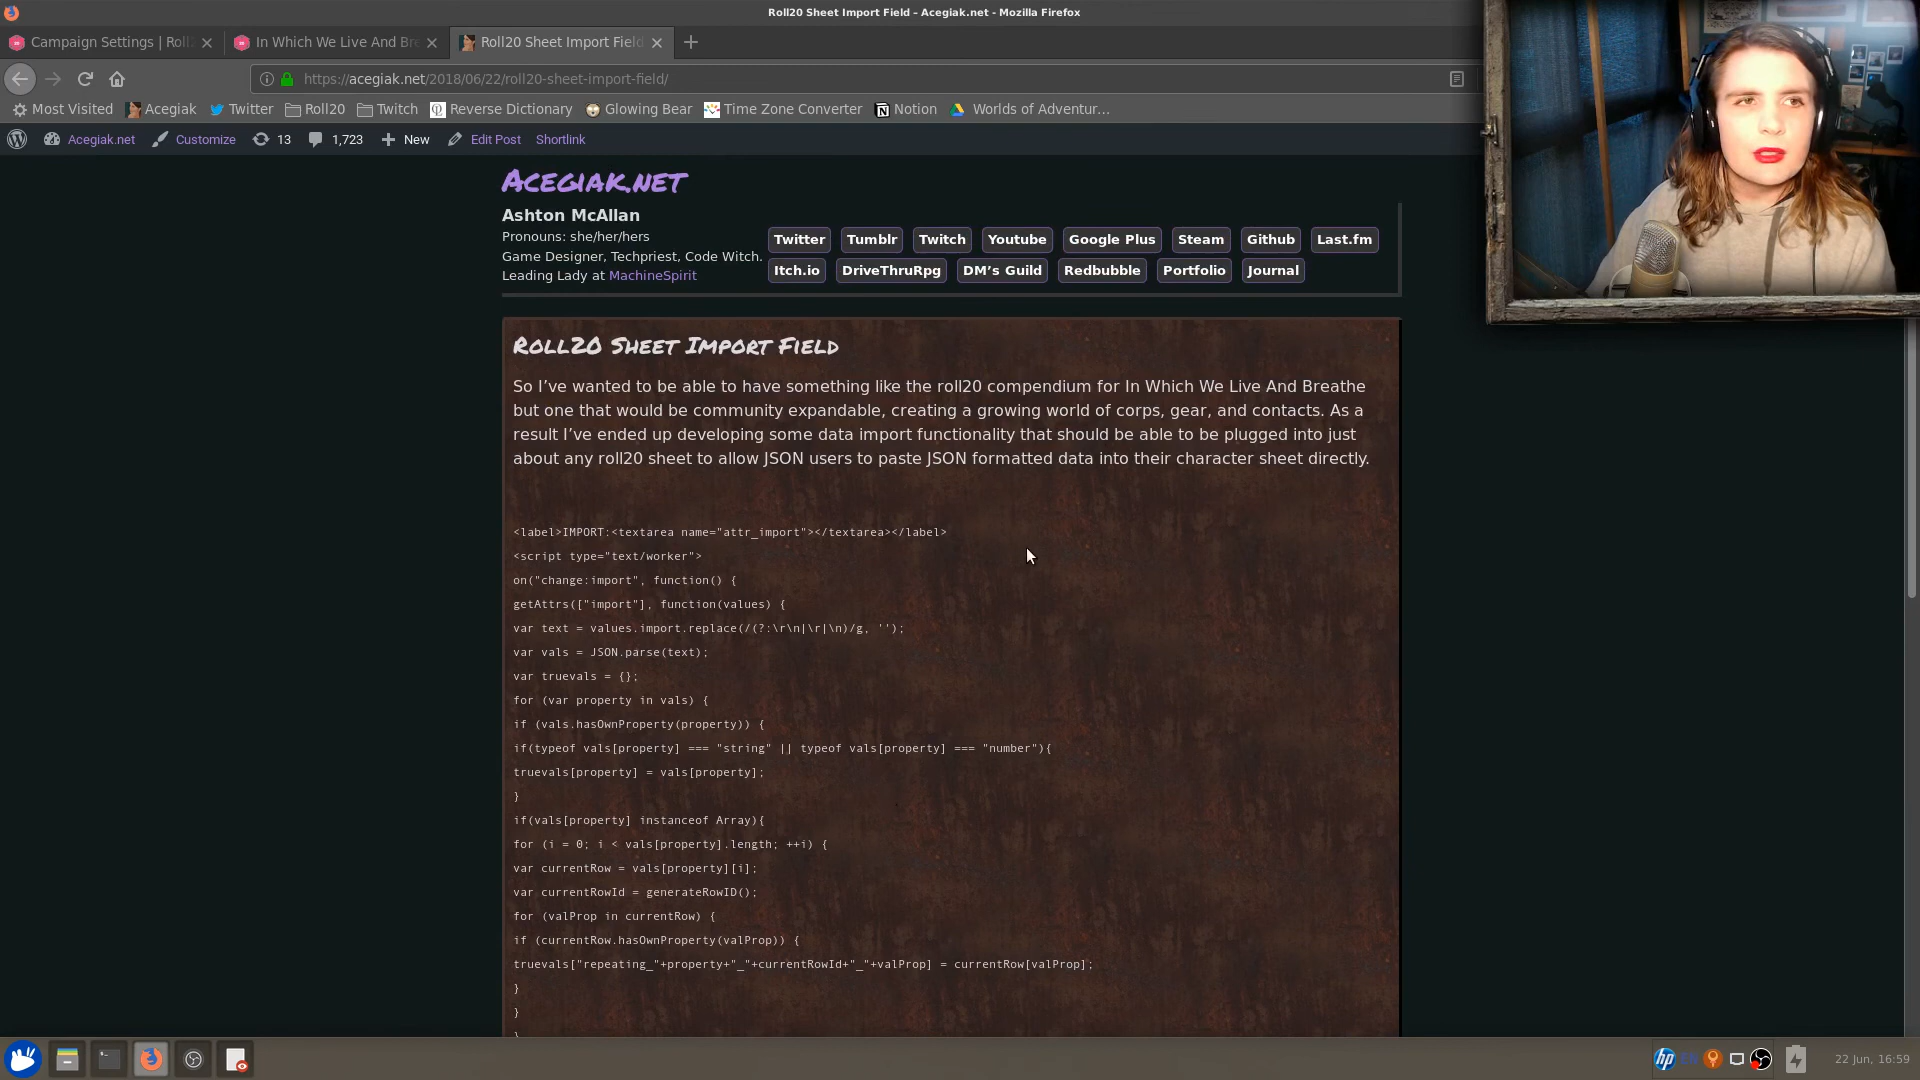 Roll20 Sheet Import Field – Acegiak.net - Mozilla Firefox
Campaign Settings | Roll
In Which We Live And Bre
Roll20 Sheet Import Field
https://acegiak.net/2018/06/22/roll20-sheet-import-field/
Most Visited Acegiak Twitter Roll20 Twitch Reverse Dictionary Glowing Bear Time Zone Converter Notion Worlds of Adventur…
Acegiak.net Customize 13 1,723 New Edit Post Shortlink
Acegiak.net
Ashton McAllan
Pronouns: she/her/hers
Game Designer, Techpriest, Code Witch.
Leading Lady at MachineSpirit
Twitter Tumblr Twitch Youtube Google Plus Steam Github Last.fm
Itch.io DriveThruRpg DM’s Guild Redbubble Portfolio Journal
Roll20 Sheet Import Field
So I’ve wanted to be able to have something like the roll20 compendium for In Which We Live And Breathe
but one that would be community expandable, creating a growing world of corps, gear, and contacts. As a
result I’ve ended up developing some data import functionality that should be able to be plugged into just
about any roll20 sheet to allow JSON users to paste JSON formatted data into their character sheet directly.
<label>IMPORT:<textarea name="attr_import"></textarea></label>
<script type="text/worker">
on("change:import", function() {
getAttrs(["import"], function(values) {
var text = values.import.replace(/(?:\r\n|\r|\n)/g, '');
var vals = JSON.parse(text);
var truevals = {};
for (var property in vals) {
if (vals.hasOwnProperty(property)) {
if(typeof vals[property] === "string" || typeof vals[property] === "number"){
truevals[property] = vals[property];
}
if(vals[property] instanceof Array){
for (i = 0; i < vals[property].length; ++i) {
var currentRow = vals[property][i];
var currentRowId = generateRowID();
for (valProp in currentRow) {
if (currentRow.hasOwnProperty(valProp)) {
truevals["repeating_"+property+"_"+currentRowId+"_"+valProp] = currentRow[valProp];
}
}
}
hp
22 Jun, 16:59